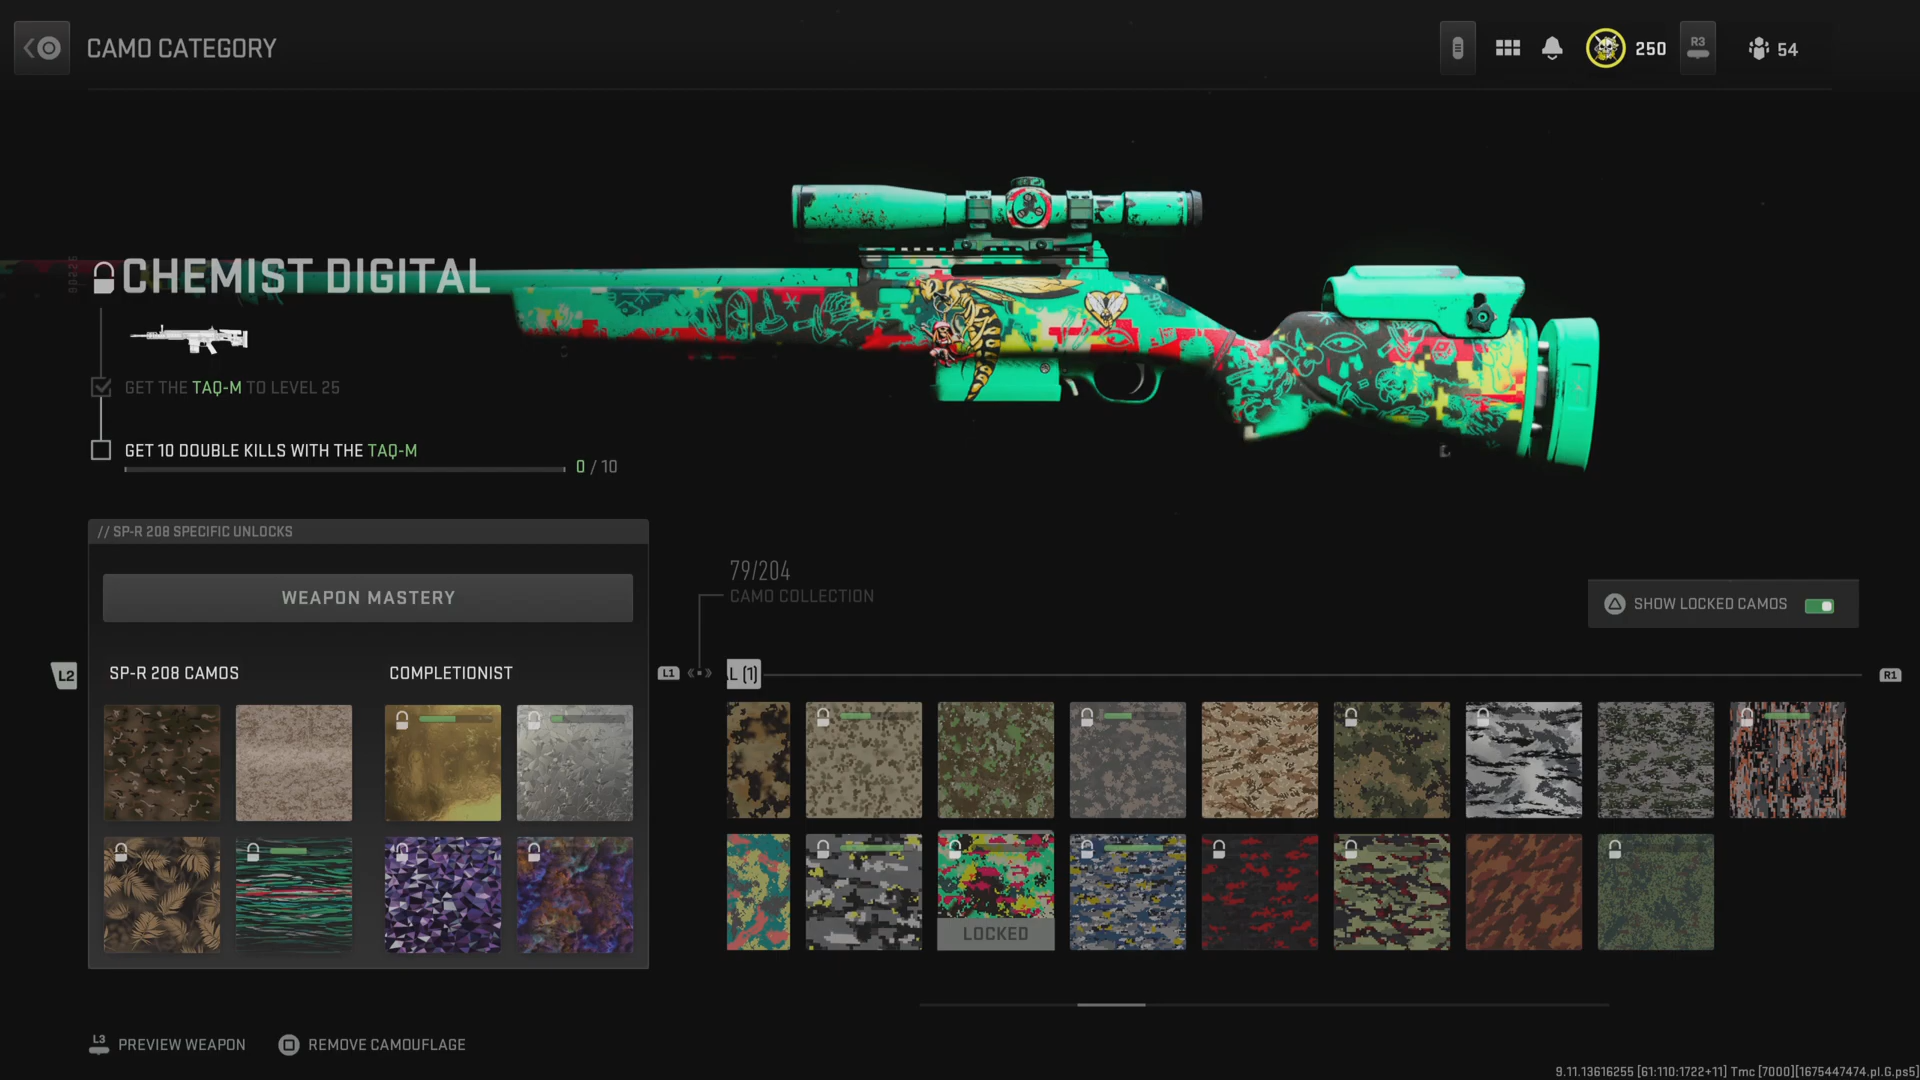 CAMO CATEGORY
250
R3
54
CHEMIST DIGITAL
GET THE TAQ-M TO LEVEL 25
GET 10 DOUBLE KILLS WITH THE TAQ-M
0 / 10
// SP-R 208 SPECIFIC UNLOCKS
WEAPON MASTERY
79/204
CAMO COLLECTION
SHOW LOCKED CAMOS
L2
SP-R 208 CAMOS
COMPLETIONIST
L1
L (1)
R1
LOCKED
L3
PREVIEW WEAPON
REMOVE CAMOUFLAGE
9.11.13616255 [61:110:1722+11] Tmc [7000][1675447474.pl.G.ps5]